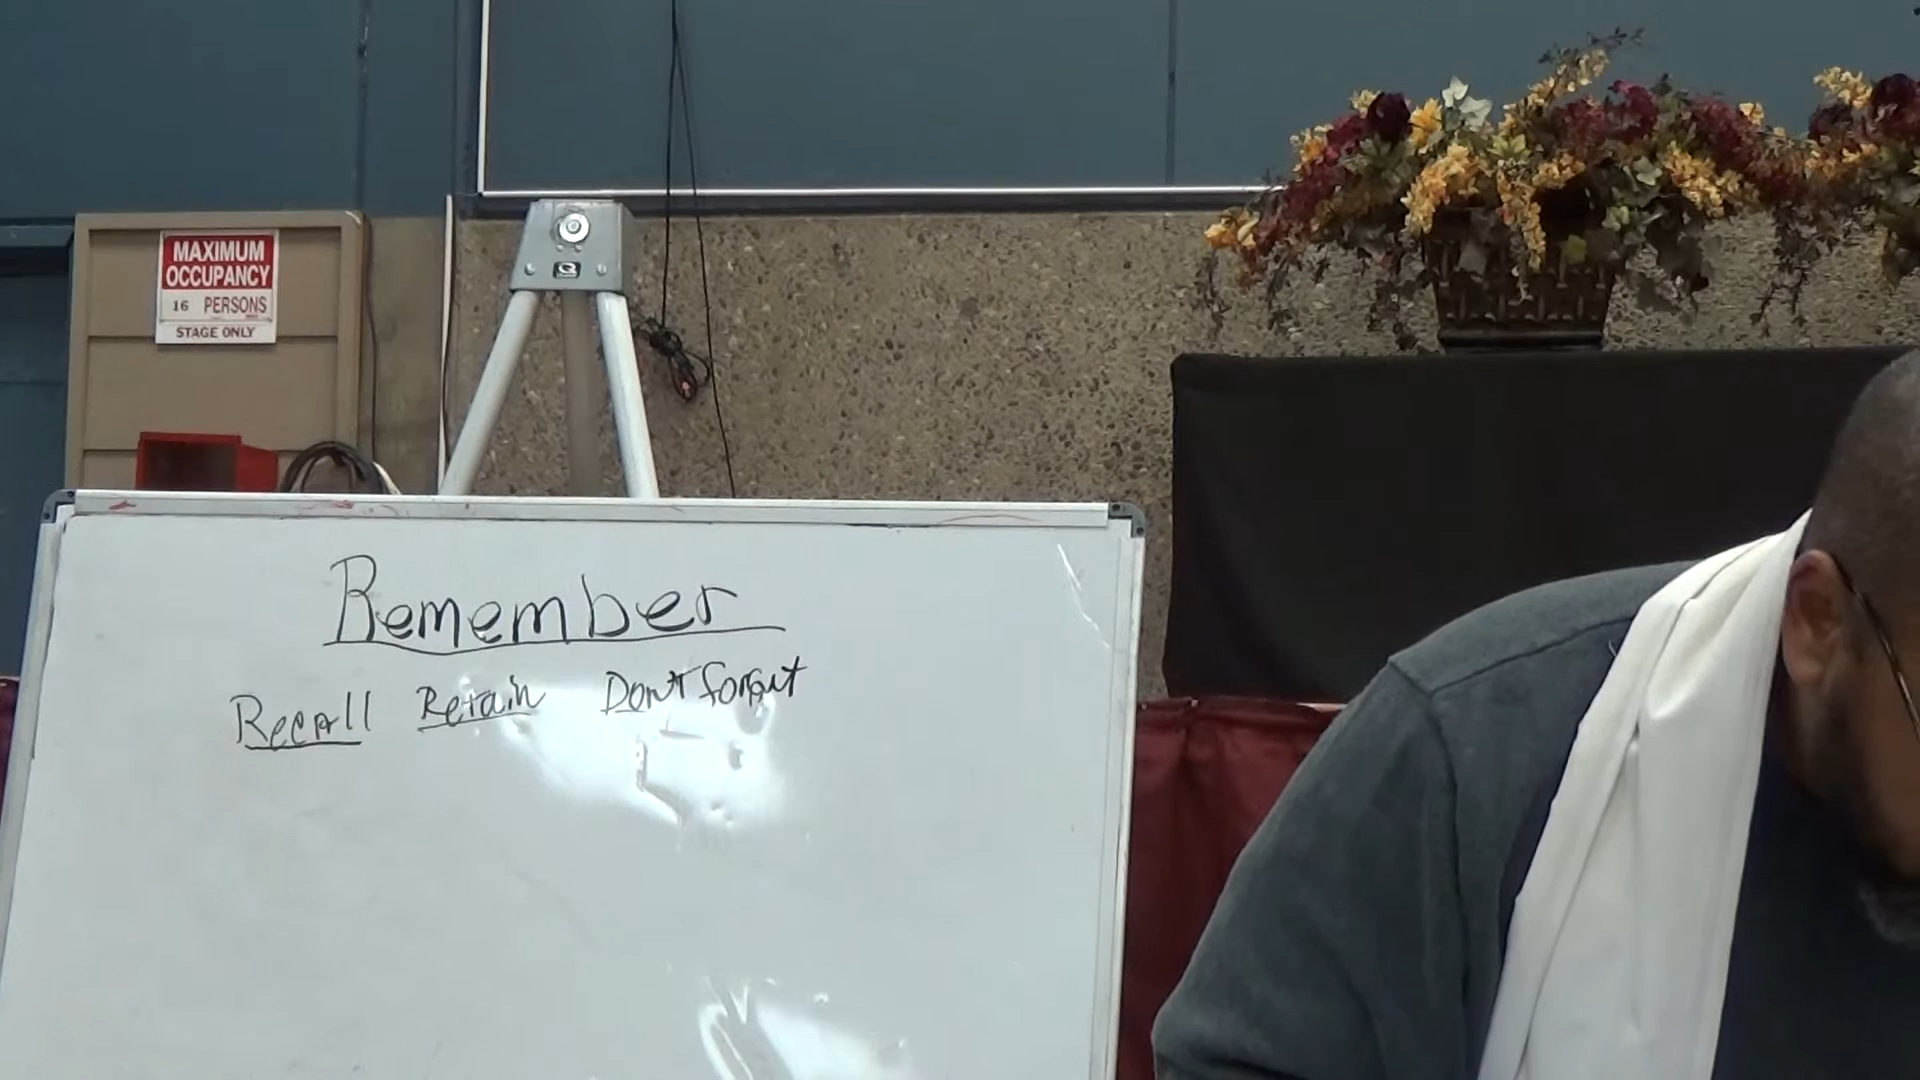 MAXIMUM
OCCUPANCY
16 PERSONS
STAGE ONLY
Remember
Recall Retain Don't forget